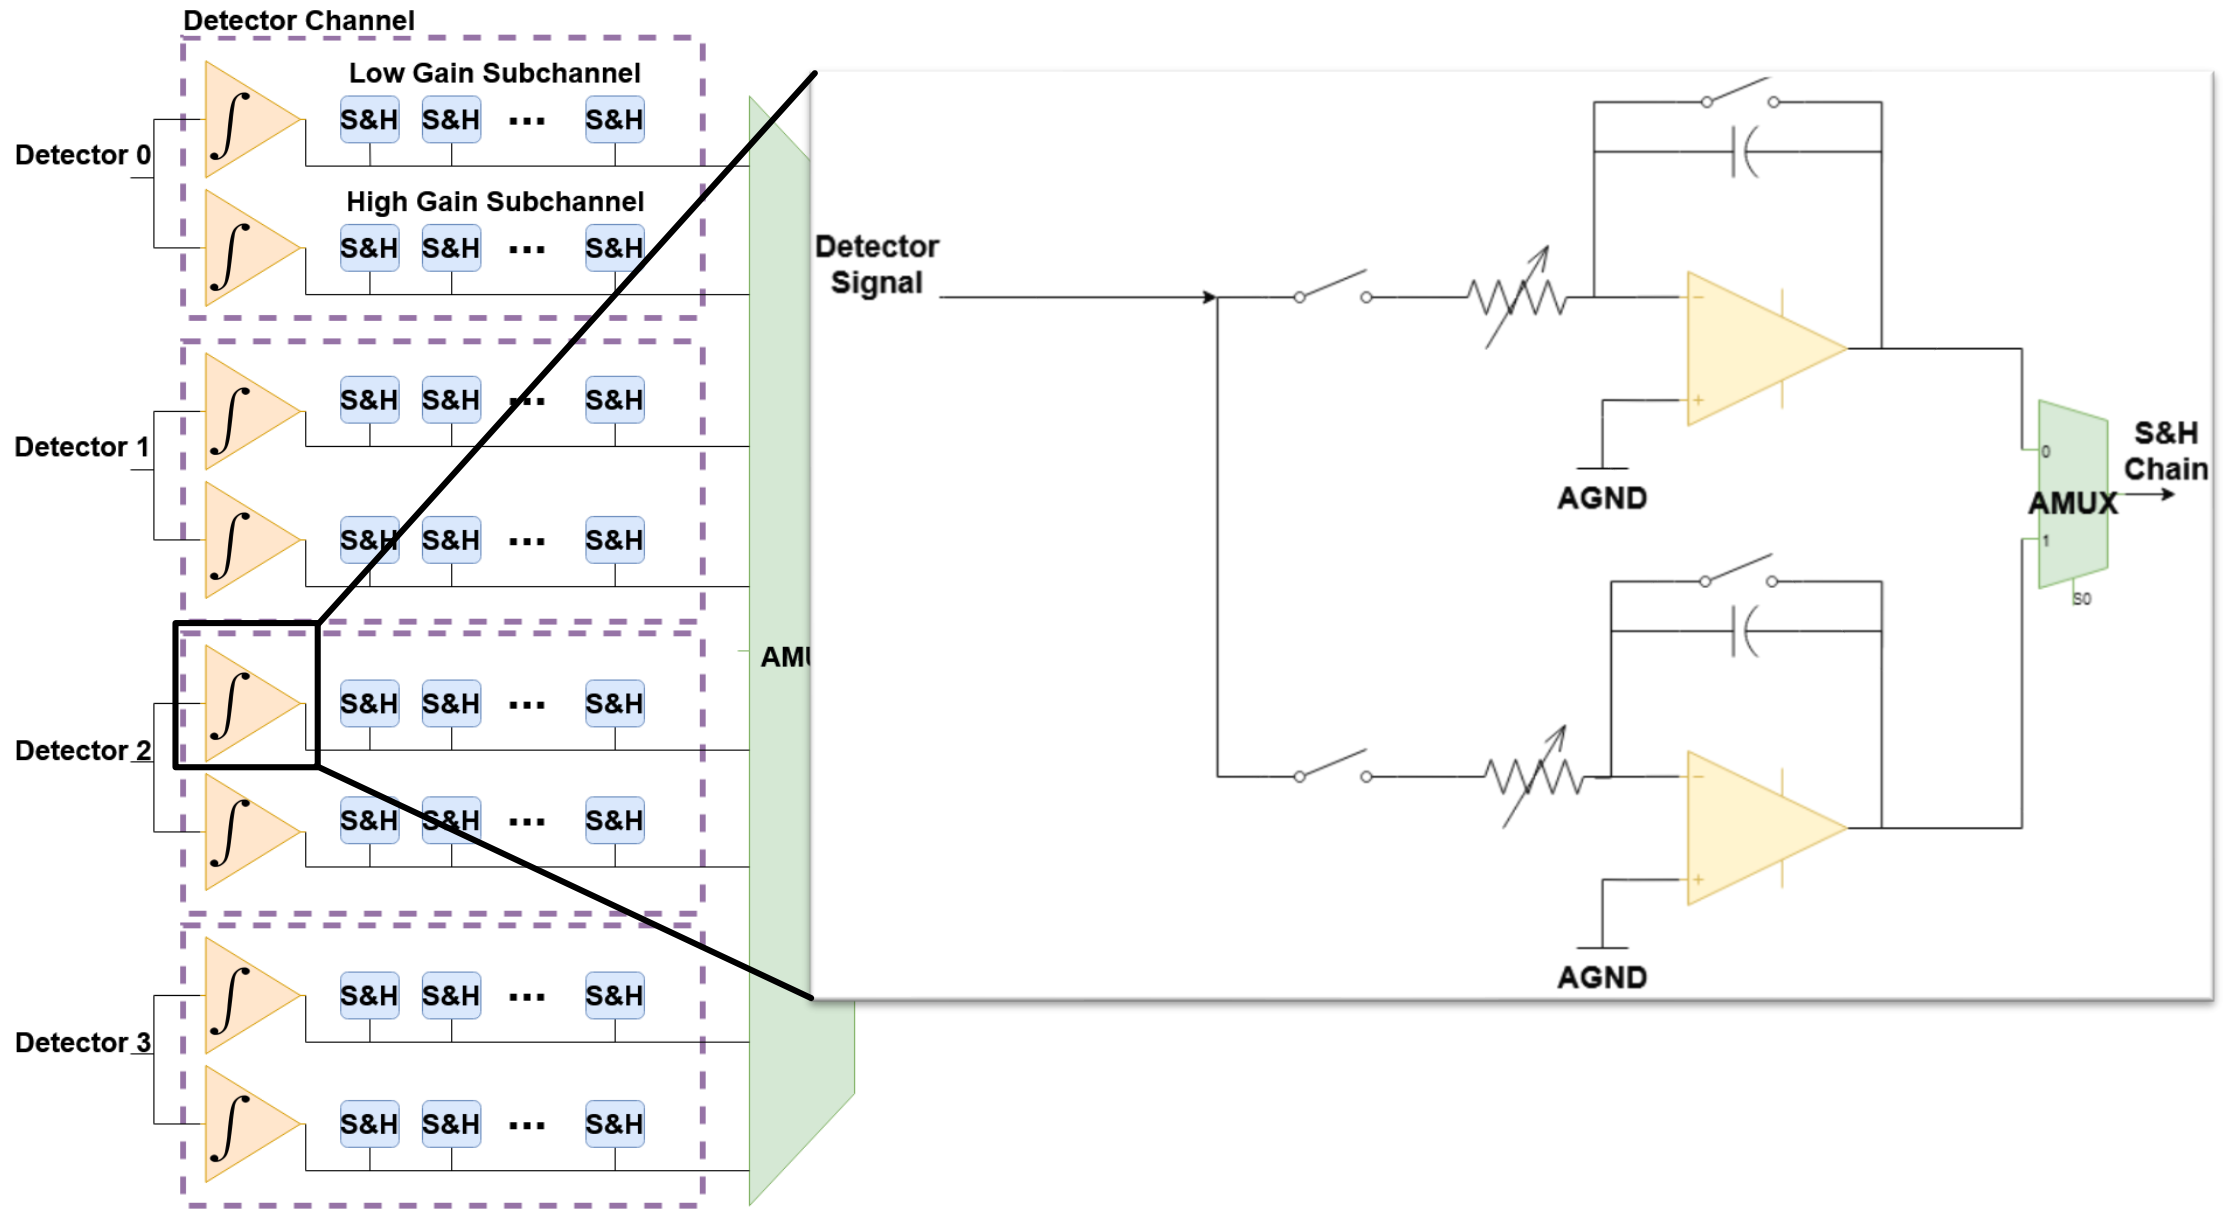 Detector Channel
Low Gain Subchannel
S&H S&H ... S&H
Detector 0
High Gain Subchannel
S&H S&H ... S&H
S&H S&H ... S&H
Detector 1
S&H S&H ... S&H
S&H S&H ... S&H
Detector 2
S&H S&H ... S&H
S&H S&H ... S&H
Detector 3
S&H S&H ... S&H
Detector
Signal
AGND
0
AMUX
1
S0
S&H
Chain
AGND